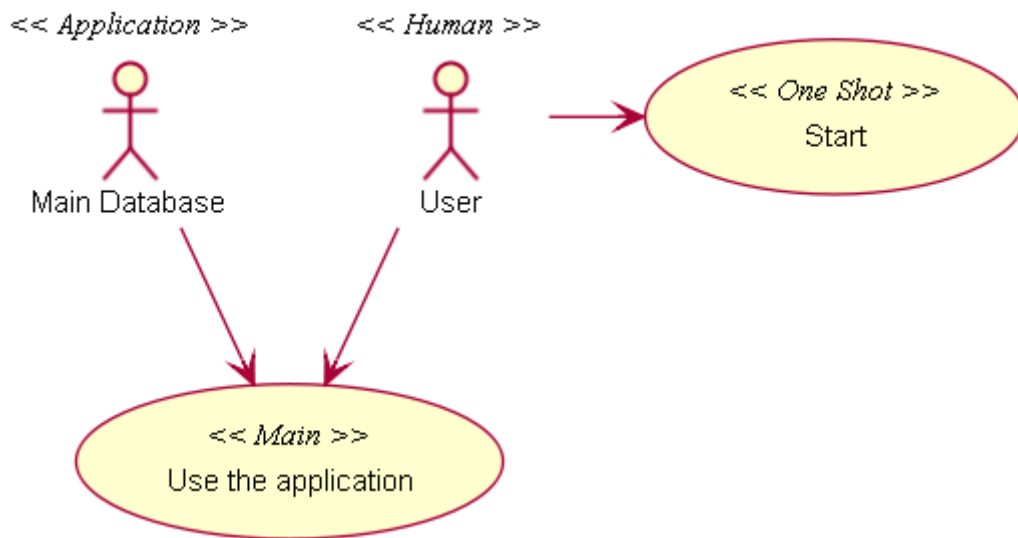 << Application >>
<< Human >>
<< One Shot >>
Start
Main Database
User
<< Main >>
Use the application